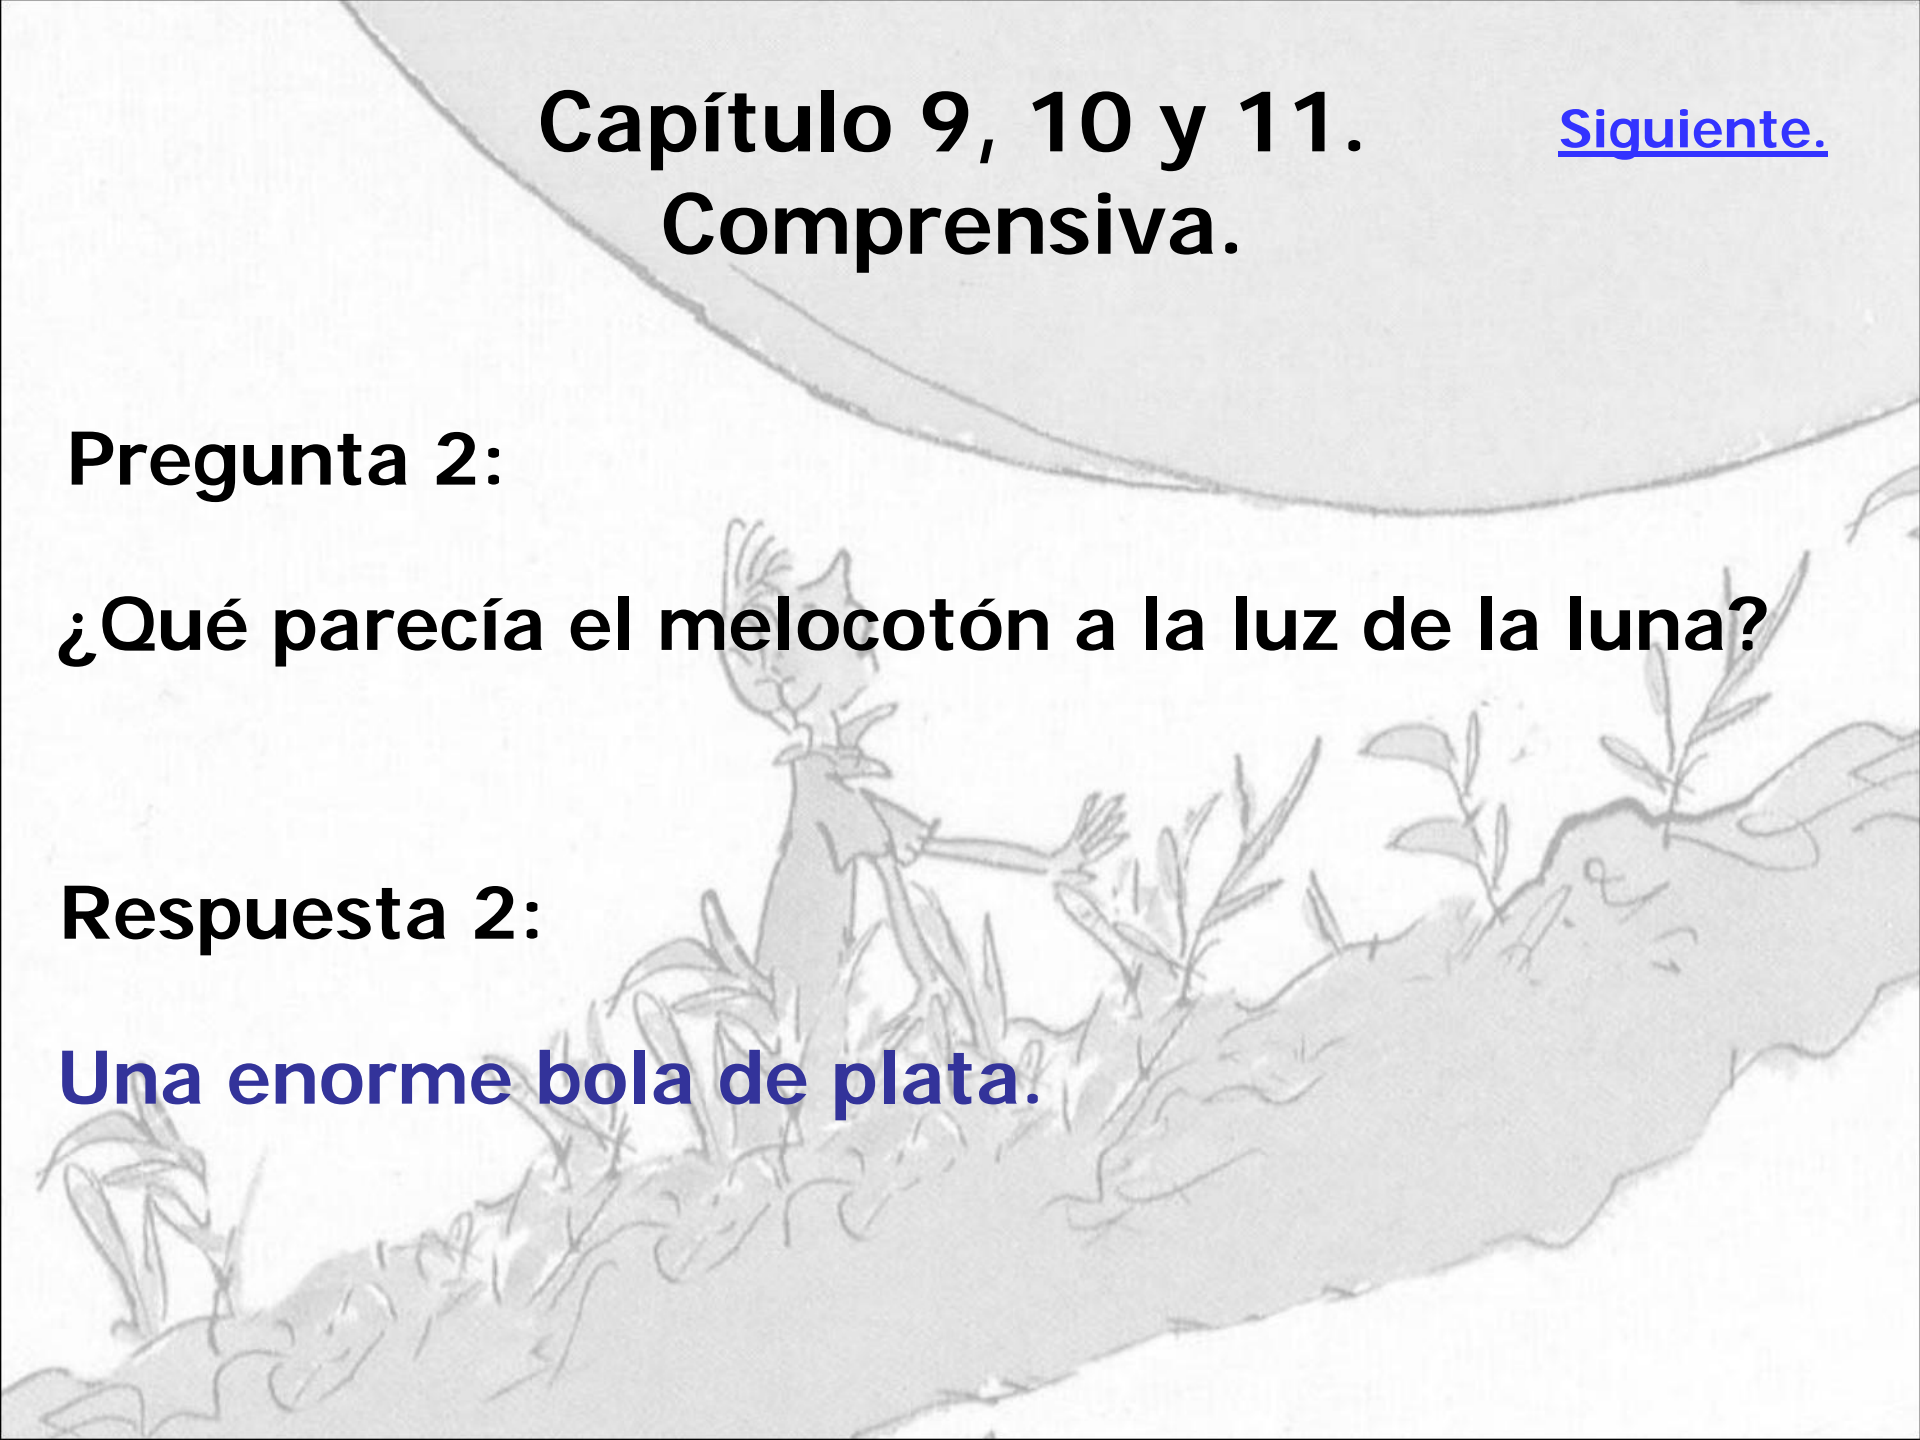 Capítulo 9, 10 y 11.
Comprensiva.
Siguiente.
Pregunta 2:
¿Qué parecía el melocotón a la luz de la luna?
Respuesta 2:
Una enorme bola de plata.